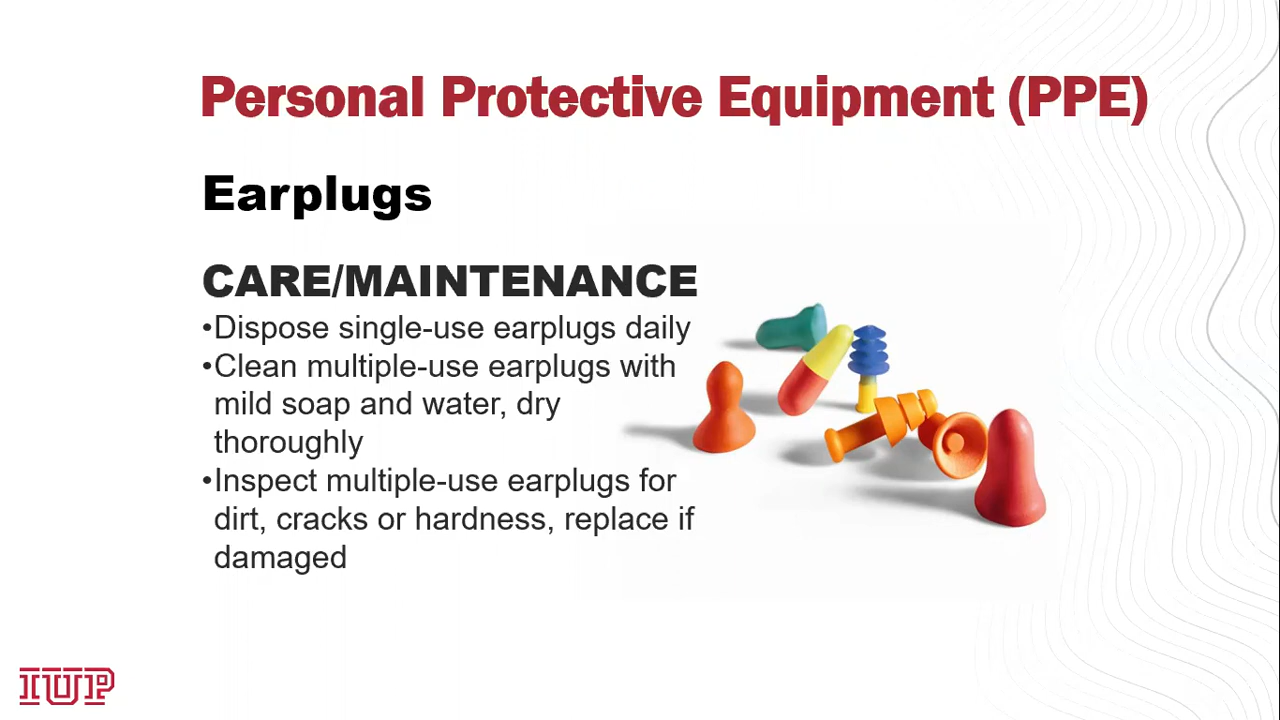 Personal Protective Equipment (PPE)
Earplugs
CARE/MAINTENANCE
•Dispose single-use earplugs daily
•Clean multiple-use earplugs with
mild soap and water, dry
thoroughly
•Inspect multiple-use earplugs for
dirt, cracks or hardness, replace if
damaged
IUP